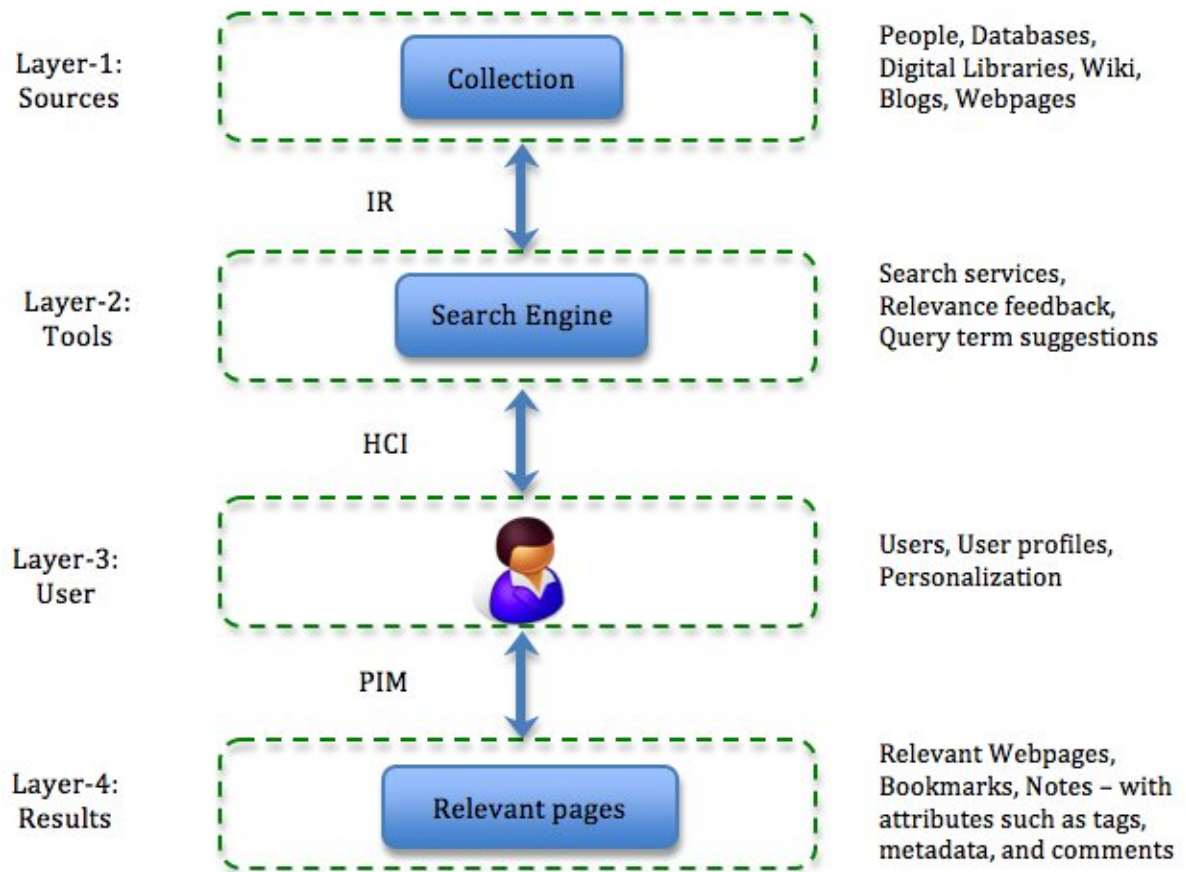 Layer-1:
Sources
Collection
People, Databases,
Digital Libraries, Wiki,
Blogs, Webpages
IR
Layer-2:
Tools
Search Engine
Search services,
Relevance feedback,
Query term suggestions
HCI
Layer-3:
User
Users, User profiles,
Personalization
PIM
Layer-4:
Results
Relevant pages
Relevant Webpages,
Bookmarks, Notes – with
attributes such as tags,
metadata, and comments